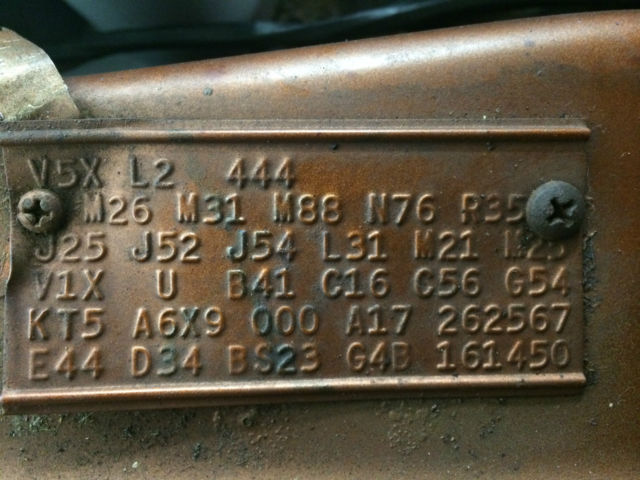 V5X L2 444
M26 M31 M88 N76 R35
J25 J52 J54 L31 M21 M25
V1X U B41 C16 C56 G54
KT5 A6X9 000 A17 262567
E44 D34 BS23 G4B 161450